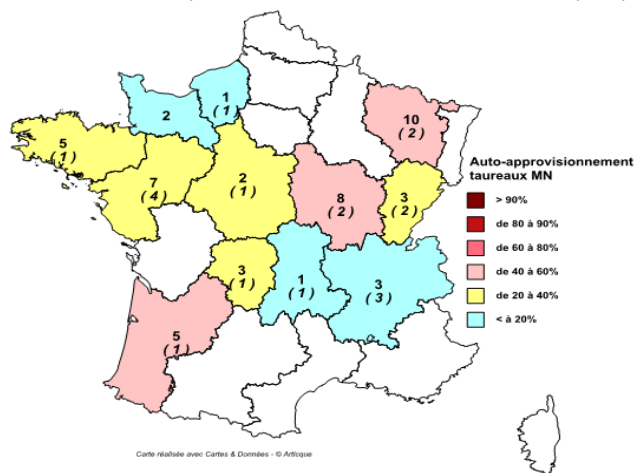 1
( 1 )
2
10
( 2 )
5
( 1 )
7
( 4 )
2
( 1 )
8
( 2 )
3
( 2 )
3
( 1 )
1
( 1 )
3
( 3 )
5
( 1 )
Auto-approvisionnement
taureaux MN
> 90%
de 80 à 90%
de 60 à 80%
de 40 à 60%
de 20 à 40%
< à 20%
Carte réalisée avec Cartes & Données - © Articque